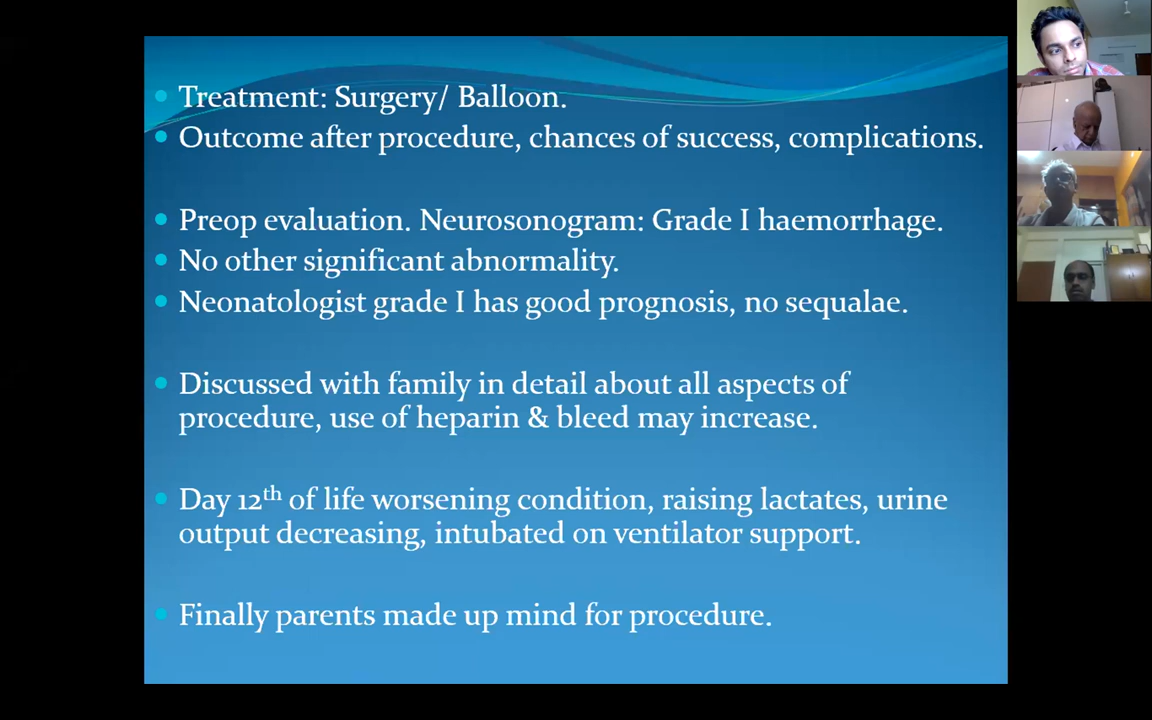 Treatment: Surgery/ Balloon.
Outcome after procedure, chances of success, complications.
Preop evaluation. Neurosonogram: Grade I haemorrhage.
No other significant abnormality.
Neonatologist grade I has good prognosis, no sequalae.
Discussed with family in detail about all aspects of
procedure, use of heparin & bleed may increase.
Day 12th of life worsening condition, raising lactates, urine
output decreasing, intubated on ventilator support.
Finally parents made up mind for procedure.